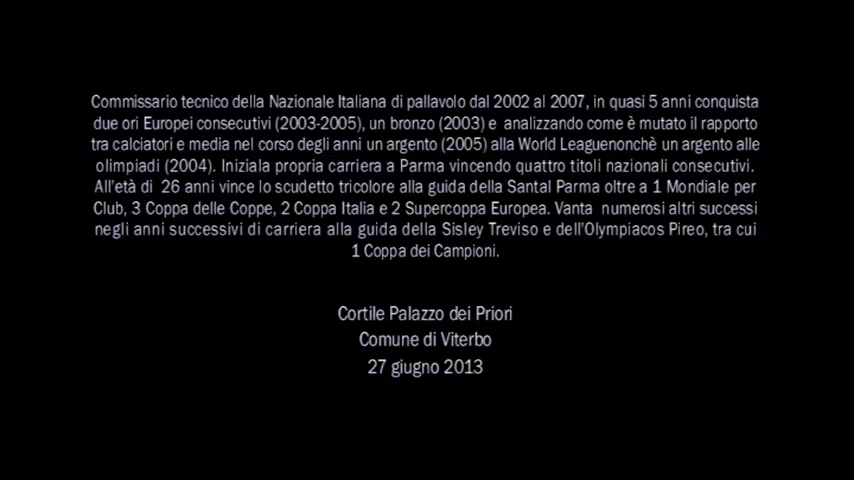 Commissario tecnico della Nazionale Italiana di pallavolo dal 2002 al 2007, in quasi 5 anni conquista
due ori Europei consecutivi (2003-2005), un bronzo (2003) e analizzando come è mutato il rapporto
tra calciatori e media nel corso degli anni un argento (2005) alla World Leaguenonchè un argento alle
olimpiadi (2004). Iniziala propria carriera a Parma vincendo quattro titoli nazionali consecutivi.
All'età di 26 anni vince lo scudetto tricolore alla guida della Santal Parma oltre a 1 Mondiale per
Club, 3 Coppa delle Coppe, 2 Coppa Italia e 2 Supercoppa Europea. Vanta numerosi altri successi
negli anni successivi di carriera alla guida della Sisley Treviso e dell'Olympiacos Pireo, tra cui
1 Coppa dei Campioni.
Cortile Palazzo dei Priori
Comune di Viterbo
27 giugno 2013